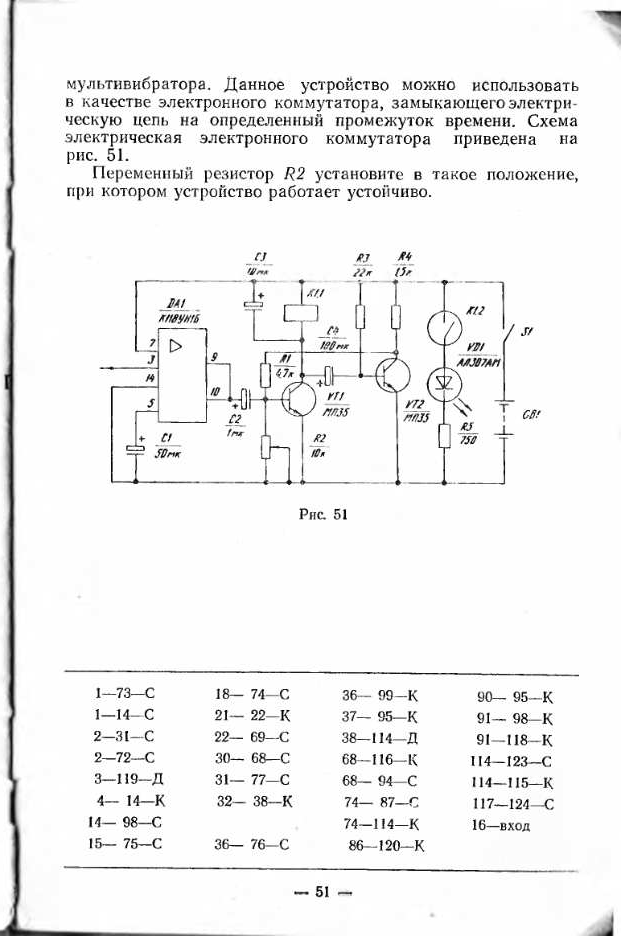 мультивибратора. Данное устройство можно использовать
в качестве электронного коммутатора, замыкающего электри-
ческую цепь на определенный промежуток времени. Схема
электрическая электронного коммутатора приведена на
рис. 51.
Переменный резистор R2 установите в такое положение,
при котором устройство работает устойчиво.
C3
10мк
R3
22к
R4
1,5к
K1.1
DA1
К118УН1Б
C4
100мк
K1.2
S1
7
3
14
5
9
10
R1
4,7к
VD1
АЛ307АМ
VT1
МП35
VT2
МП35
C2
1мк
GB1
C1
50мк
R2
10к
R5
750
Рис. 51
1—73—С
1—14—С
2—31—С
2—72—С
3—119—Д
4— 14—К
14— 98—С
15— 75—С
18— 74—С
21— 22—К
22— 69—С
30— 68—С
31— 77—С
32— 38—К
36— 76—С
36— 99—К
37— 95—К
38—114—Д
68—116—К
68— 94—С
74— 87—С
74—114—К
86—120—К
90— 95—К
91— 98—К
91—118—К
114—123—С
114—115—К
117—124—С
16—вход
— 51 —